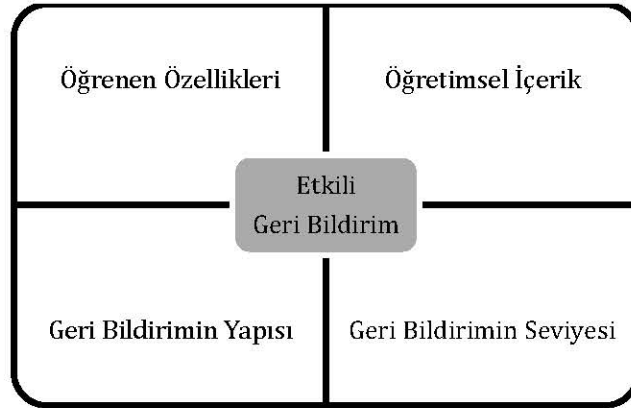 Öğrenen Özellikleri
Öğretimsel İçerik
Etkili
Geri Bildirim
Geri Bildirimin Yapısı
Geri Bildirimin Seviyesi